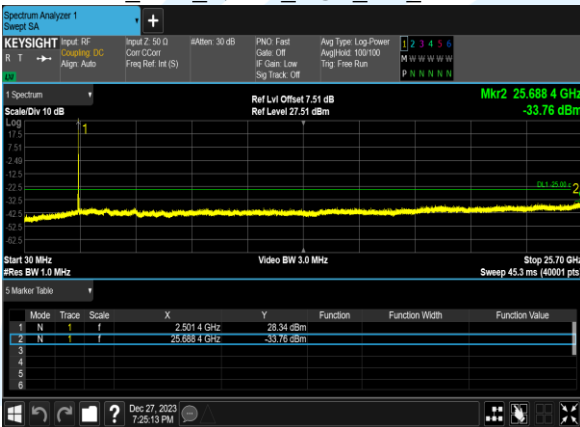 Spectrum Analyzer 1
Swept SA
KEYSIGHT Input: RF Input Z: 50 Ω #Atten: 30 dB PNO: Fast Avg Type: Log-Power 1 2 3 4 5 6
R T Coupling: DC Corr CCorr Gate: Off Avg|Hold: 100/100 M W W W W W
Align: Auto Freq Ref: Int (S) IF Gain: Low Trig: Free Run P N N N N N
Sig Track: Off
1 Spectrum
Scale/Div 10 dB Ref Lvl Offset 7.51 dB Mkr2 25.688 4 GHz
Ref Level 27.51 dBm -33.76 dBm
Log
17.5
7.51
-2.49
-12.5
-22.5
-32.5
-42.5
-52.5
-62.5
1
DL1 -25.00
2
Start 30 MHz Video BW 3.0 MHz Stop 25.70 GHz
#Res BW 1.0 MHz Sweep 45.3 ms (40001 pts
5 Marker Table
Mode Trace Scale X Y Function Function Width Function Value
1 N 1 f 2.501 4 GHz 28.34 dBm
2 N 1 f 25.688 4 GHz -33.76 dBm
3
4
5
6
? Dec 27, 2023
7:25:13 PM